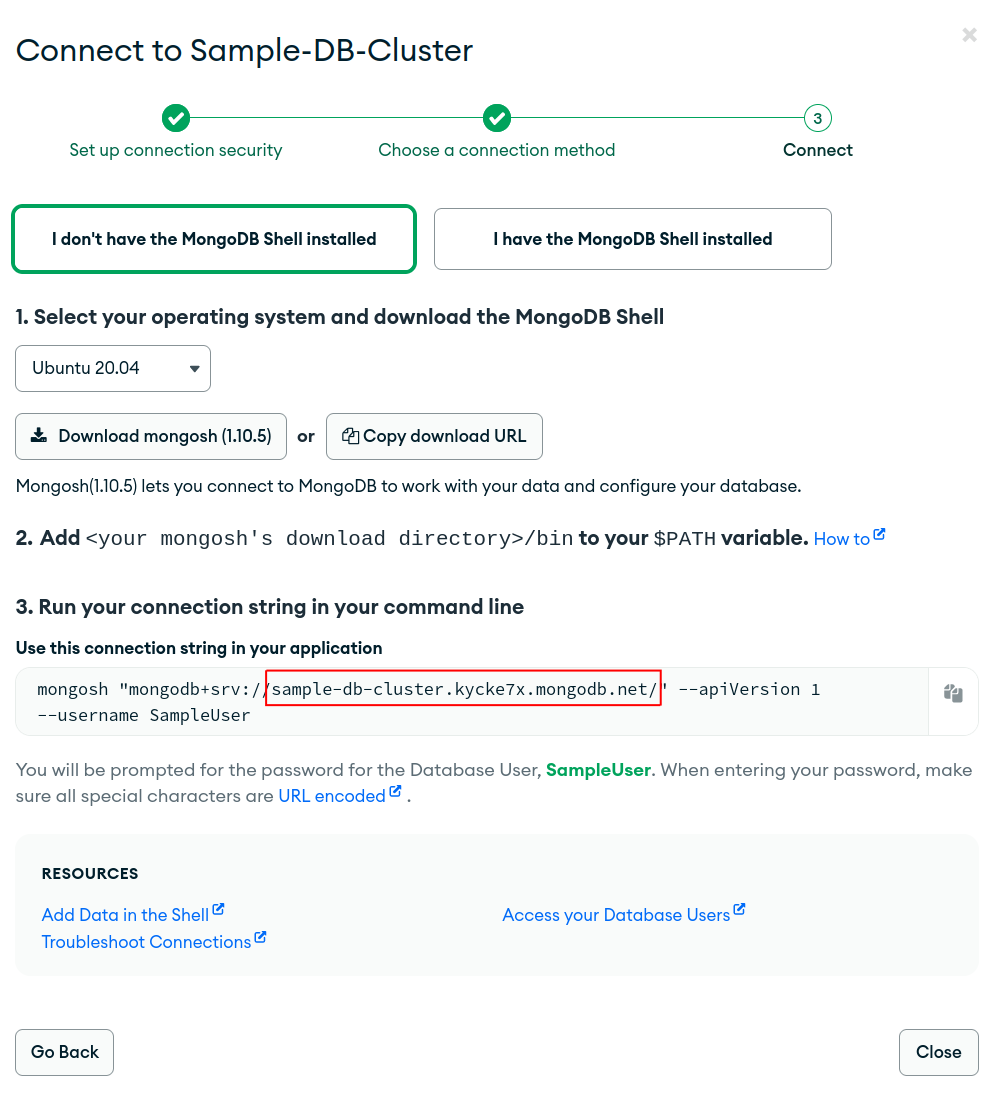 Connect to Sample-DB-Cluster
3
Set up connection security
Choose a connection method
Connect
I don't have the MongoDB Shell installed
I have the MongoDB Shell installed
1. Select your operating system and download the MongoDB Shell
Ubuntu 20.04
Download mongosh (1.10.5)
or
Copy download URL
Mongosh(1.10.5) lets you connect to MongoDB to work with your data and configure your database.
2. Add <your mongosh's download directory>/bin to your $PATH variable. How to
3. Run your connection string in your command line
Use this connection string in your application
mongosh "mongodb+srv://sample-db-cluster.kycke7x.mongodb.net/" --apiVersion 1
--username SampleUser
You will be prompted for the password for the Database User, SampleUser. When entering your password, make
sure all special characters are URL encoded .
RESOURCES
Add Data in the Shell
Access your Database Users
Troubleshoot Connections
Go Back
Close